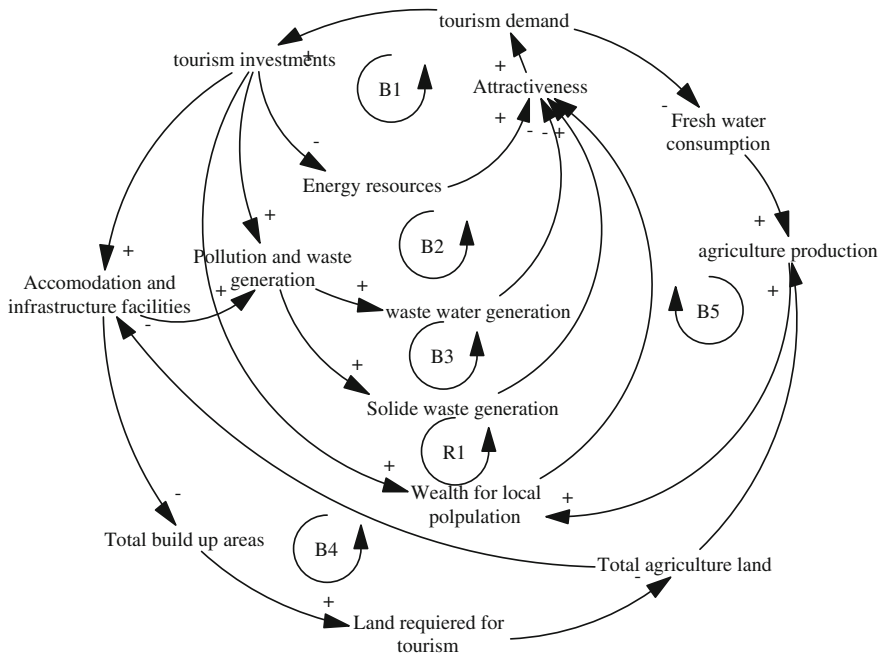 tourism demand
tourism investments
+
B1
+
Attractiveness
-
Fresh water
consumption
+
-
-
+
-
Energy resources
+
+
+
B2
agriculture production
Pollution and waste
generation
Accomodation and
infrastructure facilities
+
+
+
-
waste water generation
B5
B3
+
Solide waste generation
R1
+
Wealth for local
polpulation
+
-
Total build up areas
B4
Total agriculture land
-
+
Land requiered for
tourism